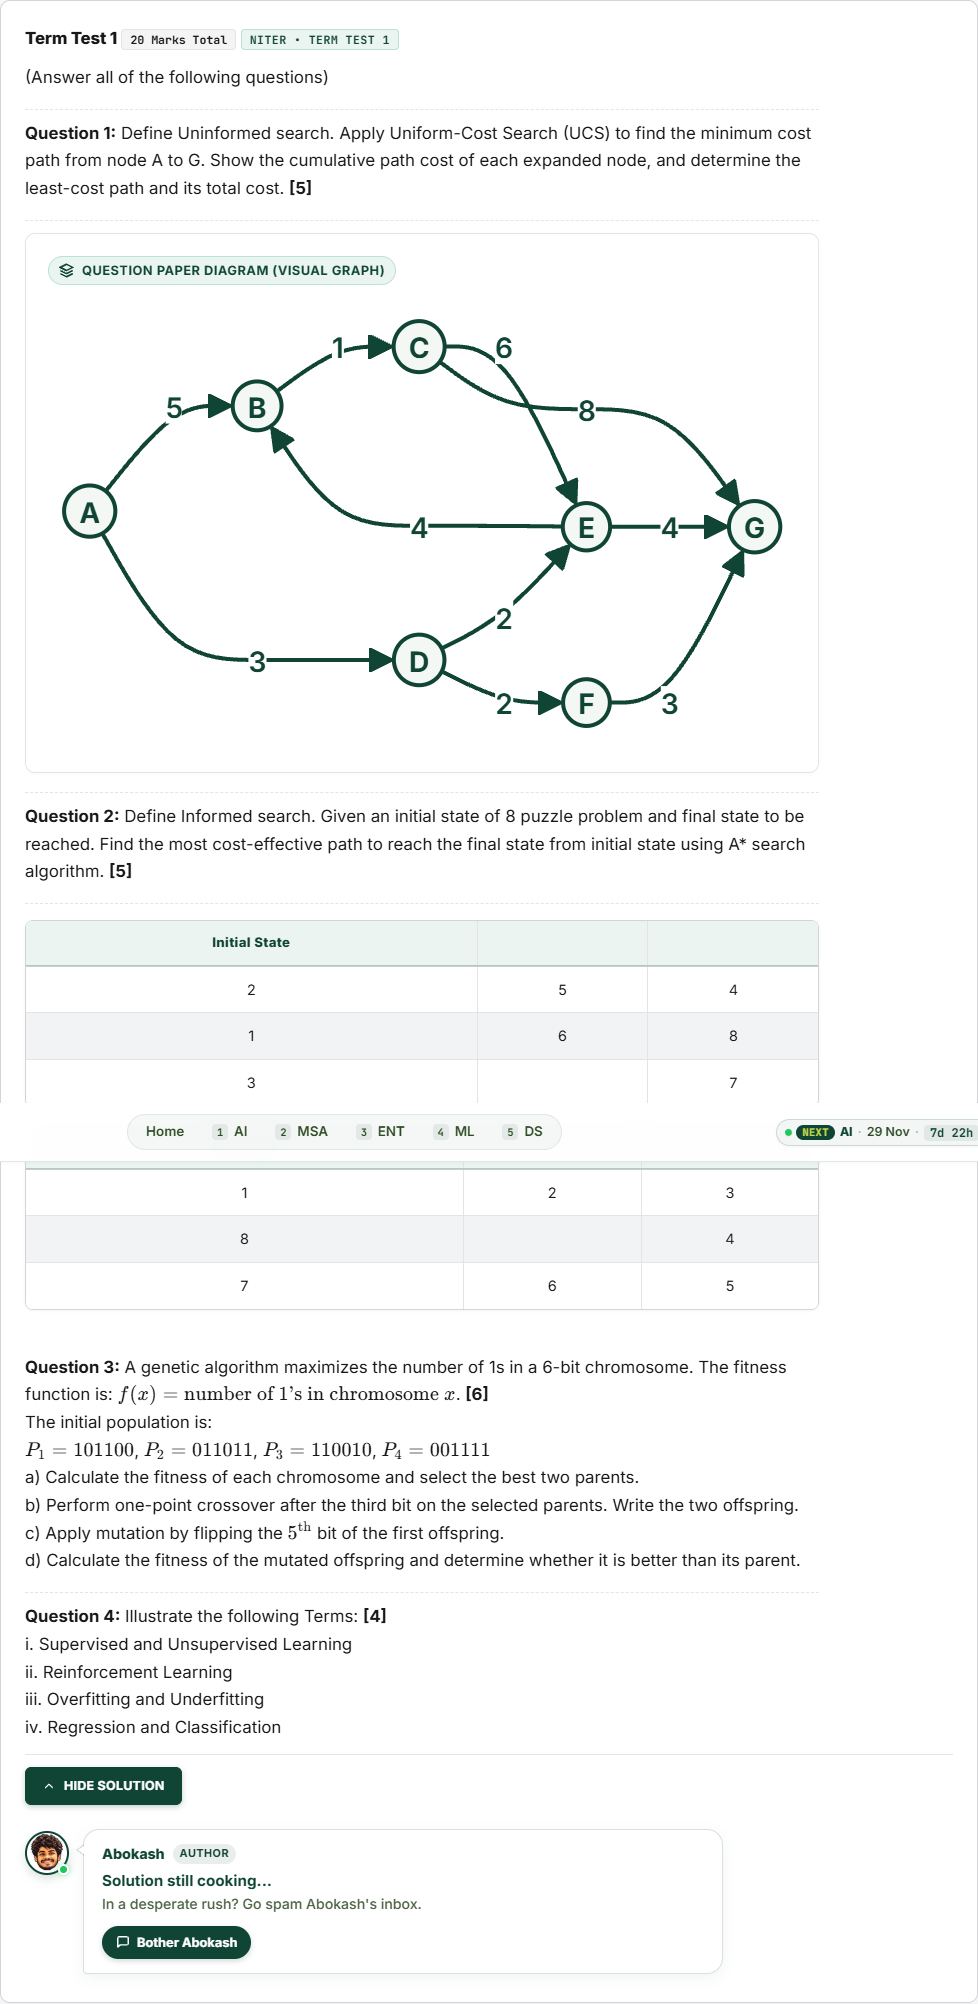 Term Test 1 20 Marks Total NITER • TERM TEST 1
(Answer all of the following questions)
Question 1: Define Uninformed search. Apply Uniform-Cost Search (UCS) to find the minimum cost
path from node A to G. Show the cumulative path cost of each expanded node, and determine the
least-cost path and its total cost. [5]
QUESTION PAPER DIAGRAM (VISUAL GRAPH)
1 C 6
5 B 8
A
4 E 4 G
2
3 D
2 F 3
Question 2: Define Informed search. Given an initial state of 8 puzzle problem and final state to be
reached. Find the most cost-effective path to reach the final state from initial state using A* search
algorithm. [5]
Initial State
2 5 4
1 6 8
3 7
Home 1 AI 2 MSA 3 ENT 4 ML 5 DS NEXT AI · 29 Nov · 7d 22h
1 2 3
8 4
7 6 5
Question 3: A genetic algorithm maximizes the number of 1s in a 6-bit chromosome. The fitness
function is: f(x) = number of 1's in chromosome x. [6]
The initial population is:
P₁ = 101100, P₂ = 011011, P₃ = 110010, P₄ = 001111
a) Calculate the fitness of each chromosome and select the best two parents.
b) Perform one-point crossover after the third bit on the selected parents. Write the two offspring.
c) Apply mutation by flipping the 5th bit of the first offspring.
d) Calculate the fitness of the mutated offspring and determine whether it is better than its parent.
Question 4: Illustrate the following Terms: [4]
i. Supervised and Unsupervised Learning
ii. Reinforcement Learning
iii. Overfitting and Underfitting
iv. Regression and Classification
HIDE SOLUTION
Abokash AUTHOR
Solution still cooking...
In a desperate rush? Go spam Abokash's inbox.
Bother Abokash